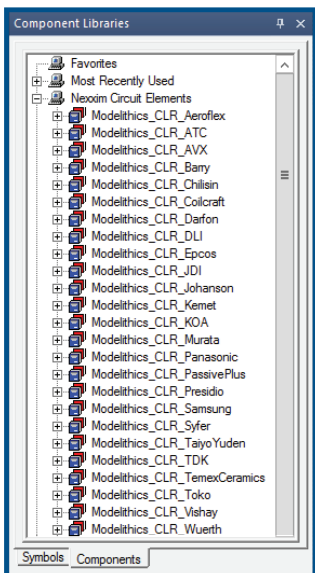 Component Libraries
Favorites
Most Recently Used
Nexxim Circuit Elements
Modelithics_CLR_Aeroflex
Modelithics_CLR_ATC
Modelithics_CLR_AVX
Modelithics_CLR_Barry
Modelithics_CLR_Chilisin
Modelithics_CLR_Coilcraft
Modelithics_CLR_Darfon
Modelithics_CLR_DLI
Modelithics_CLR_Epcos
Modelithics_CLR_JDI
Modelithics_CLR_Johanson
Modelithics_CLR_Kemet
Modelithics_CLR_KOA
Modelithics_CLR_Murata
Modelithics_CLR_Panasonic
Modelithics_CLR_PassivePlus
Modelithics_CLR_Presidio
Modelithics_CLR_Samsung
Modelithics_CLR_Syfer
Modelithics_CLR_TaiyoYuden
Modelithics_CLR_TDK
Modelithics_CLR_TemexCeramics
Modelithics_CLR_Toko
Modelithics_CLR_Vishay
Modelithics_CLR_Wuerth
Symbols Components